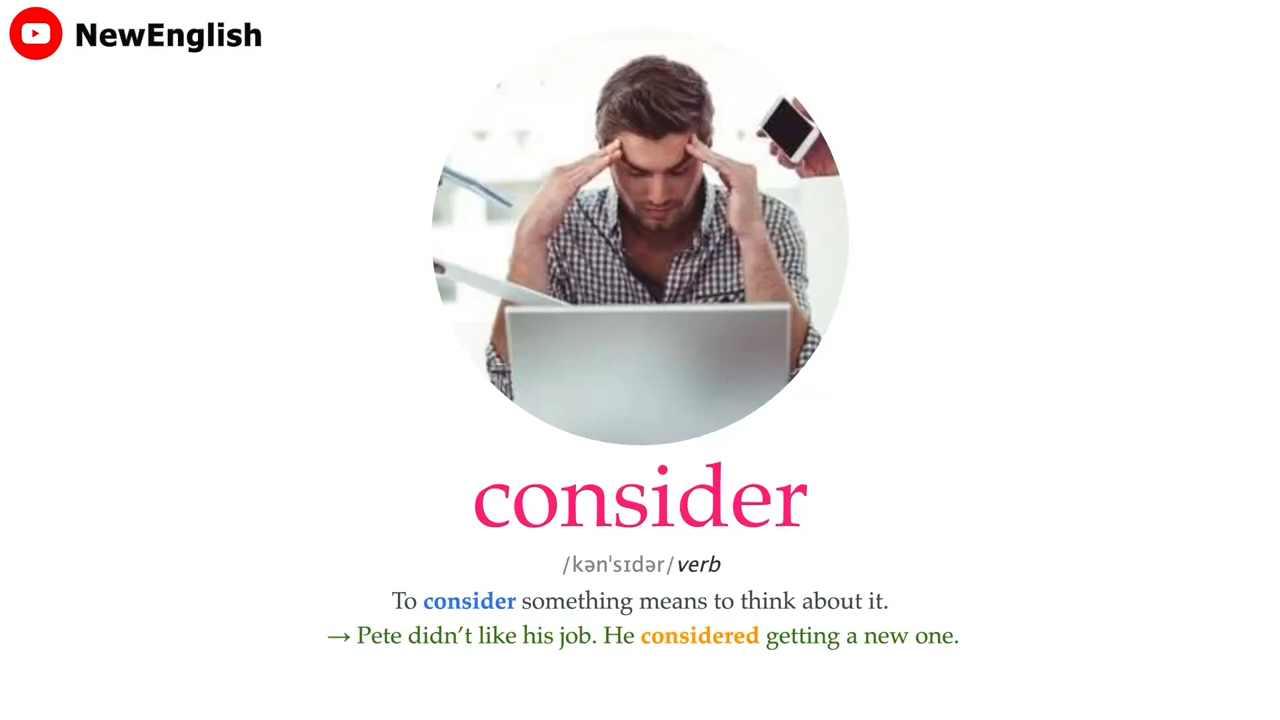 NewEnglish
consider
/kən'sɪdər/verb
To consider something means to think about it.
→ Pete didn’t like his job. He considered getting a new one.